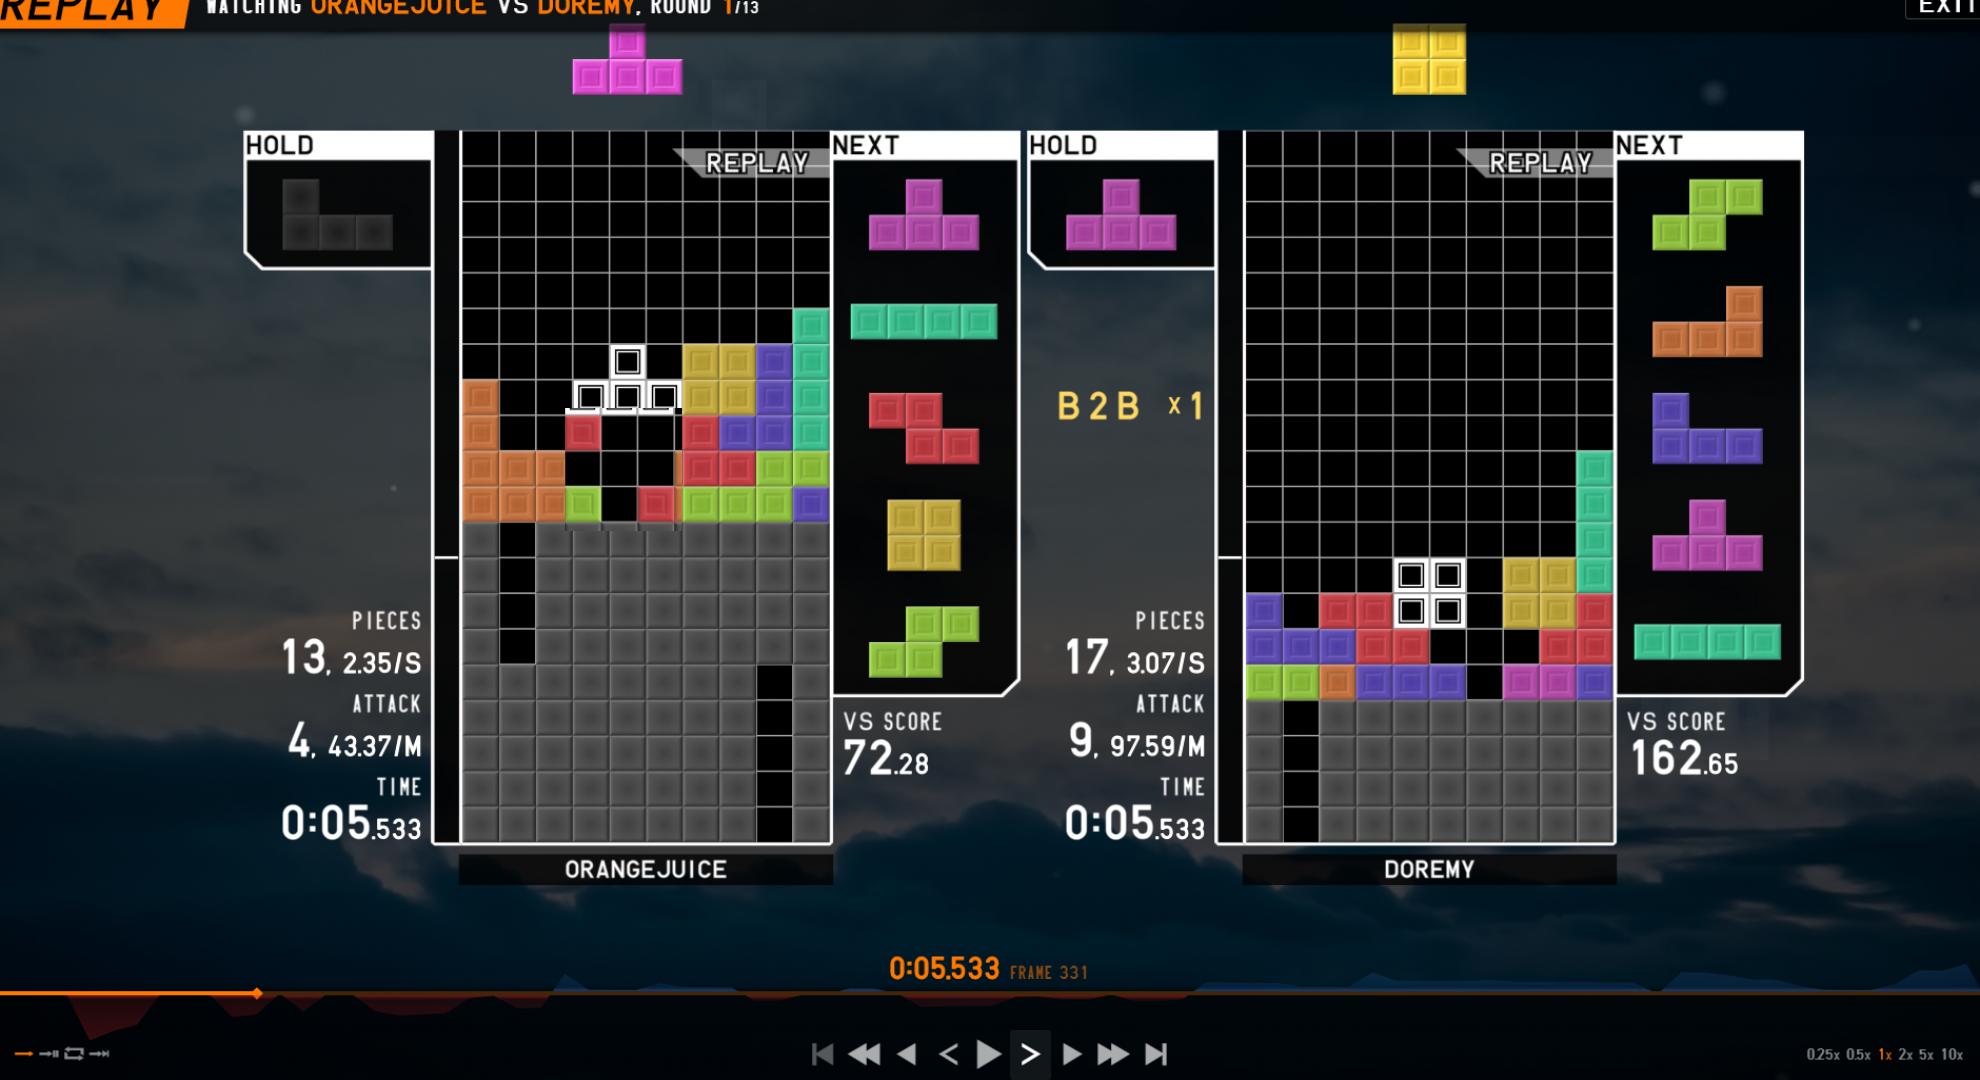 REPLAY WATCHING ORANGEJUICE VS DOREMY, ROUND 1/13 EXIT
HOLD
REPLAY
NEXT
HOLD
REPLAY
NEXT
B2B x1
PIECES
13, 2.35/S
ATTACK
4, 43.37/M
TIME
0:05.533
VS SCORE
72.28
PIECES
17, 3.07/S
ATTACK
9, 97.59/M
TIME
0:05.533
VS SCORE
162.65
ORANGEJUICE
DOREMY
0:05.533 FRAME 331
0.25x 0.5x 1x 2x 5x 10x